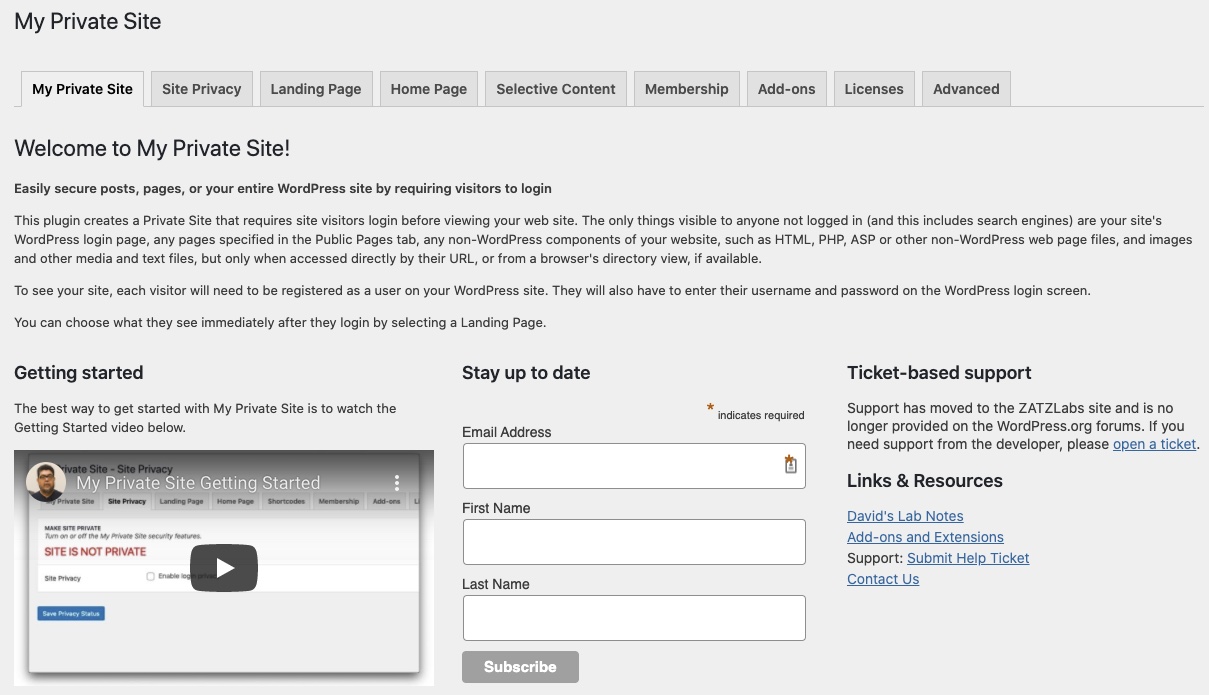 My Private Site
My Private Site
Site Privacy
Landing Page
Home Page
Selective Content
Membership
Add-ons
Licenses
Advanced
Welcome to My Private Site!
Easily secure posts, pages, or your entire WordPress site by requiring visitors to login
This plugin creates a Private Site that requires site visitors login before viewing your web site. The only things visible to anyone not logged in (and this includes search engines) are your site's
WordPress login page, any pages specified in the Public Pages tab, any non-WordPress components of your website, such as HTML, PHP, ASP or other non-WordPress web page files, and images
and other media and text files, but only when accessed directly by their URL, or from a browser's directory view, if available.
To see your site, each visitor will need to be registered as a user on your WordPress site. They will also have to enter their username and password on the WordPress login screen.
You can choose what they see immediately after they login by selecting a Landing Page.
Getting started
The best way to get started with My Private Site is to watch the
Getting Started video below.
Private Site - Site Privacy
My Private Site Getting Started
My Private Site
Site Privacy
Landing Page
Home Page
Shortcodes
Membership
Add-ons
MAKE SITE PRIVATE
Turn on or off the My Private Site security features.
SITE IS NOT PRIVATE
Site Privacy
Enable login
Save Privacy Status
Stay up to date
* indicates required
Email Address
First Name
Last Name
Subscribe
Ticket-based support
Support has moved to the ZATZLabs site and is no
longer provided on the WordPress.org forums. If you
need support from the developer, please open a ticket.
Links & Resources
David's Lab Notes
Add-ons and Extensions
Support: Submit Help Ticket
Contact Us